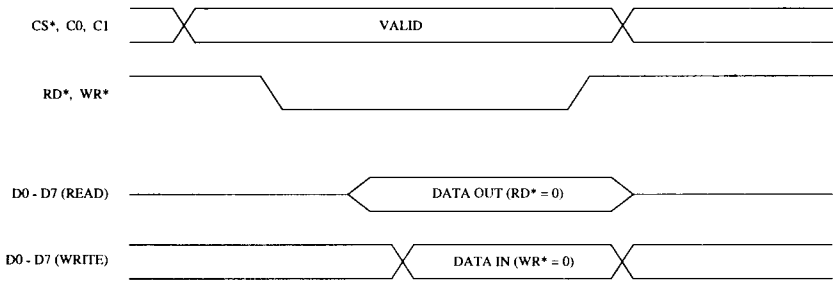 CS*, C0, C1 VALID
RD*, WR*
D0 - D7 (READ) DATA OUT (RD* = 0)
D0 - D7 (WRITE) DATA IN (WR* = 0)